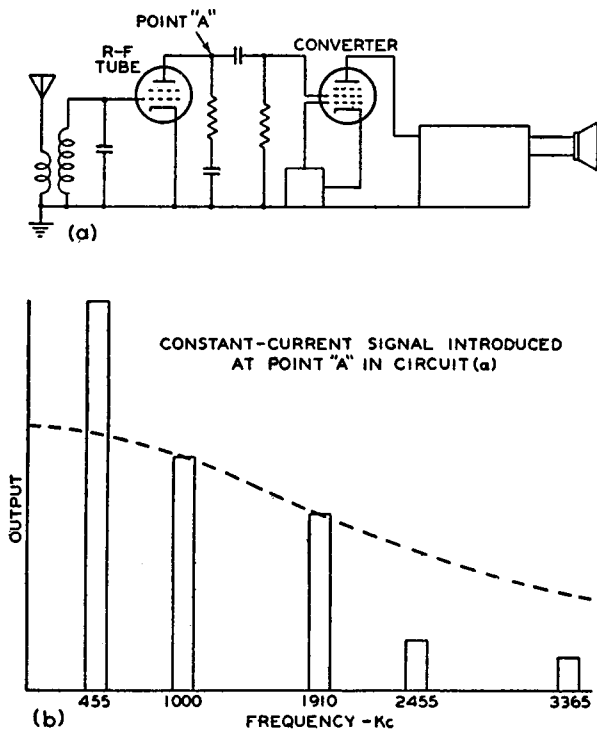 POINT "A"
R-F
TUBE
CONVERTER
(a)
CONSTANT-CURRENT SIGNAL INTRODUCED
AT POINT "A" IN CIRCUIT (a)
OUTPUT
455 1000 1910 2455 3365
(b) FREQUENCY - Kc